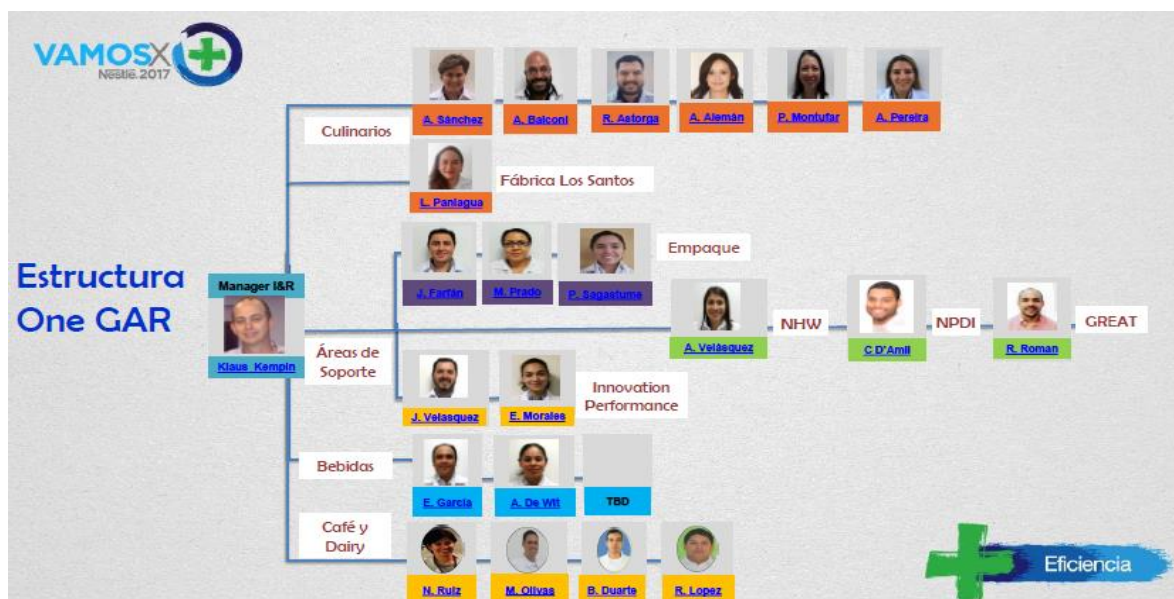 VAMOSX
Nestlé. 2017
A. Sánchez
A. Balconi
R. Astorga
A. Alemán
P. Montufar
A. Pereira
Culinarios
L. Paniagua
Fábrica Los Santos
J. Farfán
M. Prado
P. Sagastume
Empaque
Estructura
One GAR
Manager I&R
Klaus Kempin
Áreas de
Soporte
A. Velásquez
NHW
C D'Amil
NPDI
R. Roman
GREAT
J. Velasquez
E. Morales
Innovation
Performance
Bebidas
E. García
A. De Wit
TBD
Café y
Dairy
N. Ruiz
M. Olivas
B. Duarte
R. Lopez
Eficiencia